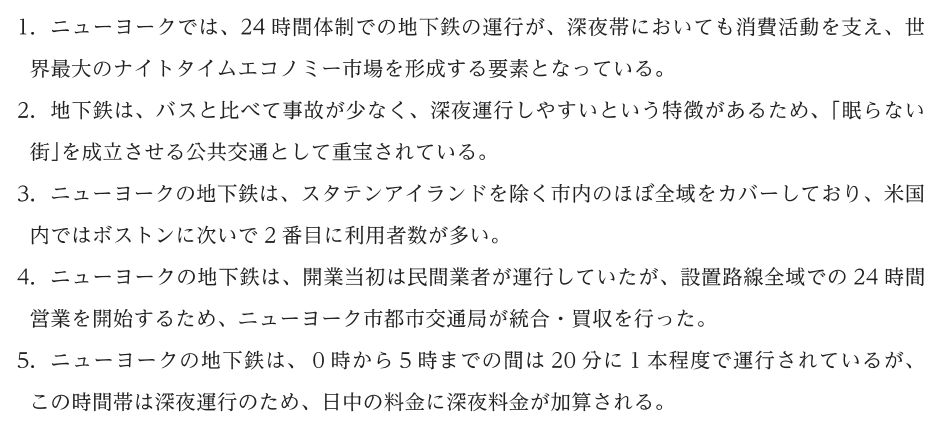 1．ニューヨークでは、24 時間体制での地下鉄の運行が、深夜帯においても消費活動を支え、世
界最大のナイトタイムエコノミー市場を形成する要素となっている。
2．地下鉄は、バスと比べて事故が少なく、深夜運行しやすいという特徴があるため、｢眠らない
街｣を成立させる公共交通として重宝されている。
3．ニューヨークの地下鉄は、スタテンアイランドを除く市内のほぼ全域をカバーしており、米国
内ではボストンに次いで 2 番目に利用者数が多い。
4．ニューヨークの地下鉄は、開業当初は民間業者が運行していたが、設置路線全域での 24 時間
営業を開始するため、ニューヨーク市都市交通局が統合・買収を行った。
5．ニューヨークの地下鉄は、０時から５時までの間は 20 分に 1 本程度で運行されているが、
この時間帯は深夜運行のため、日中の料金に深夜料金が加算される。